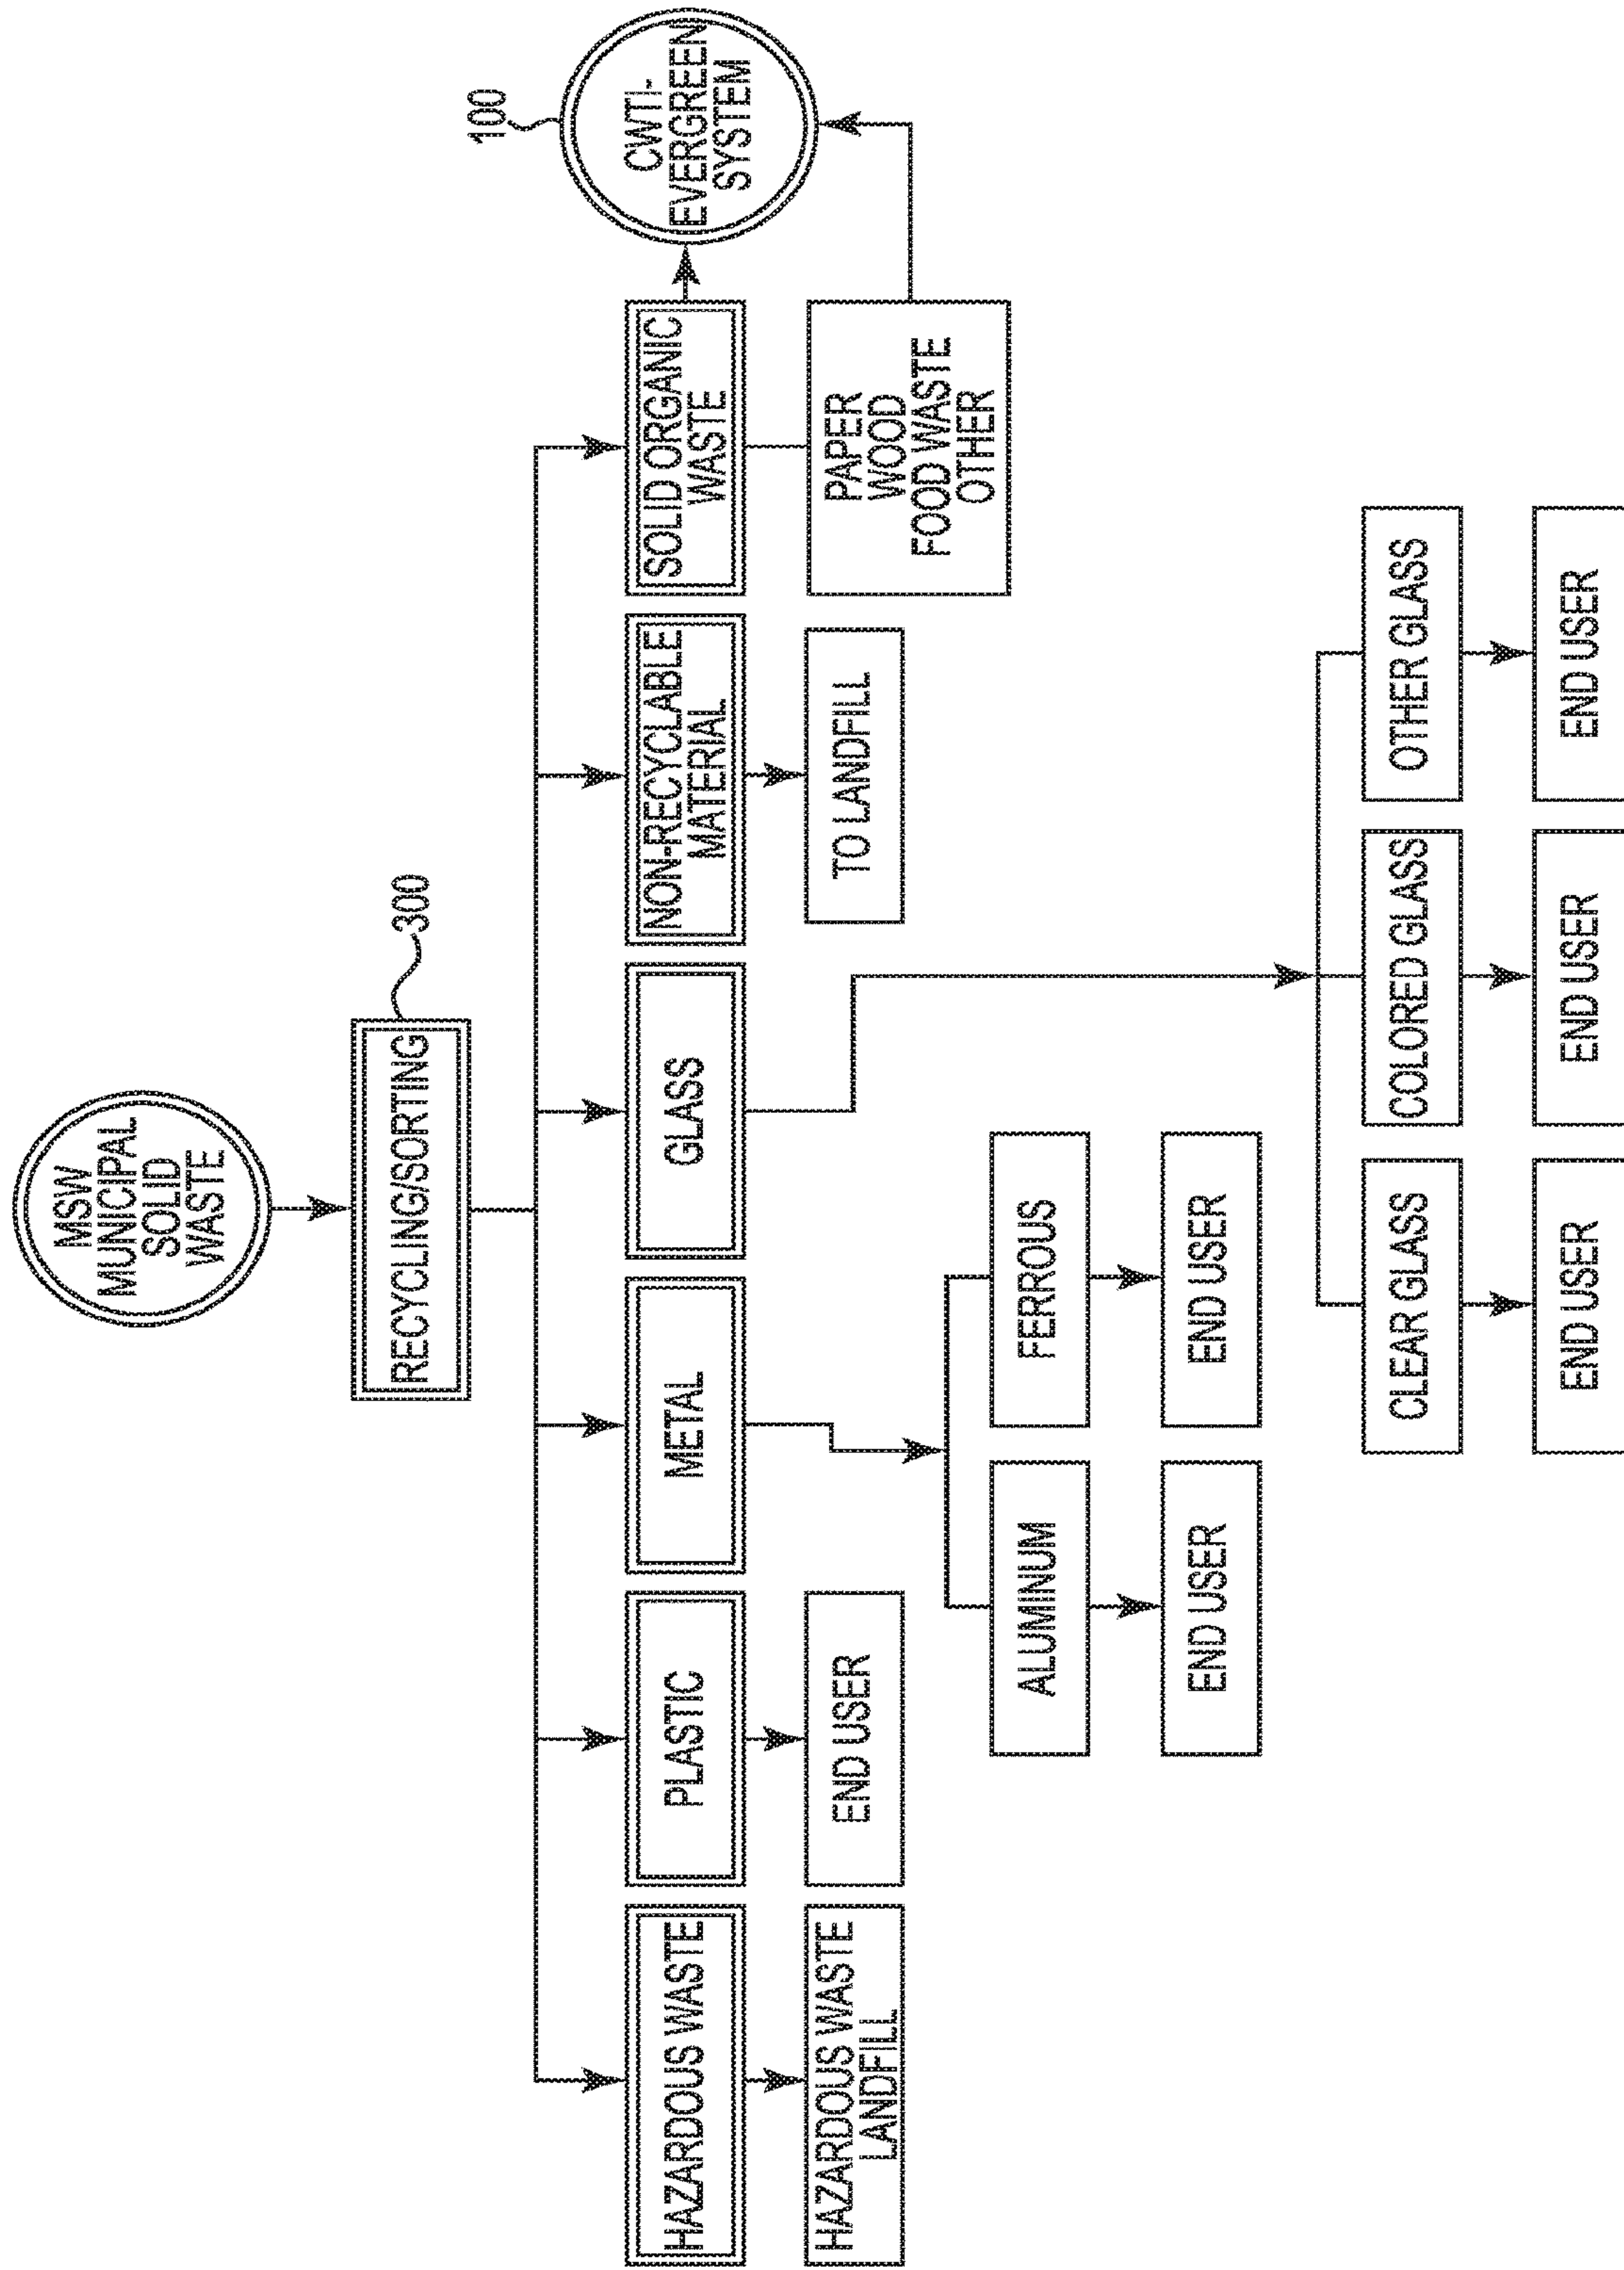 MSW
MUNICIPAL
SOLID
WASTE
RECYCLING/SORTING
300
HAZARDOUS WASTE
PLASTIC
METAL
GLASS
NON-RECYCLABLE
MATERIAL
SOLID ORGANIC
WASTE
100
CWTI-
EVERGREEN
SYSTEM
HAZARDOUS WASTE
LANDFILL
END USER
TO LANDFILL
PAPER
WOOD
FOOD WASTE
OTHER
ALUMINUM
FERROUS
END USER
END USER
CLEAR GLASS
COLORED GLASS
OTHER GLASS
END USER
END USER
END USER